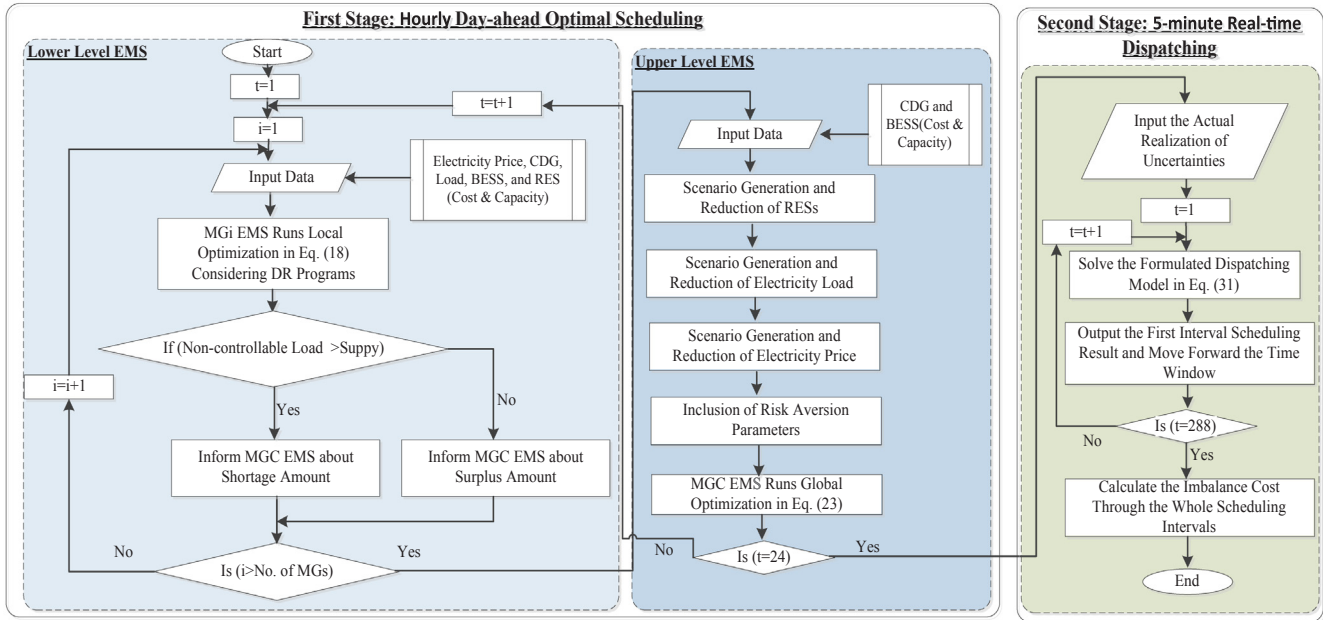 First Stage: Hourly Day-ahead Optimal Scheduling
Lower Level EMS
Start
t=1
t=t+1
i=1
Input Data
Electricity Price, CDG,
Load, BESS, and RES
(Cost & Capacity)
MGi EMS Runs Local
Optimization in Eq. (18)
Considering DR Programs
If (Non-controllable Load >Suppy)
i=i+1
Yes
No
Inform MGC EMS about
Shortage Amount
Inform MGC EMS about
Surplus Amount
No
Yes
Is (i>No. of MGs)
Upper Level EMS
Input Data
CDG and
BESS(Cost &
Capacity)
Scenario Generation and
Reduction of RESs
Scenario Generation and
Reduction of Electricity Load
Scenario Generation and
Reduction of Electricity Price
Inclusion of Risk Aversion
Parameters
MGC EMS Runs Global
Optimization in Eq. (23)
No
Is (t=24)
Yes
Second Stage: 5-minute Real-time
Dispatching
Input the Actual
Realization of
Uncertainties
t=1
t=t+1
Solve the Formulated Dispatching
Model in Eq. (31)
Output the First Interval Scheduling
Result and Move Forward the Time
Window
Is (t=288)
No
Yes
Calculate the Imbalance Cost
Through the Whole Scheduling
Intervals
End